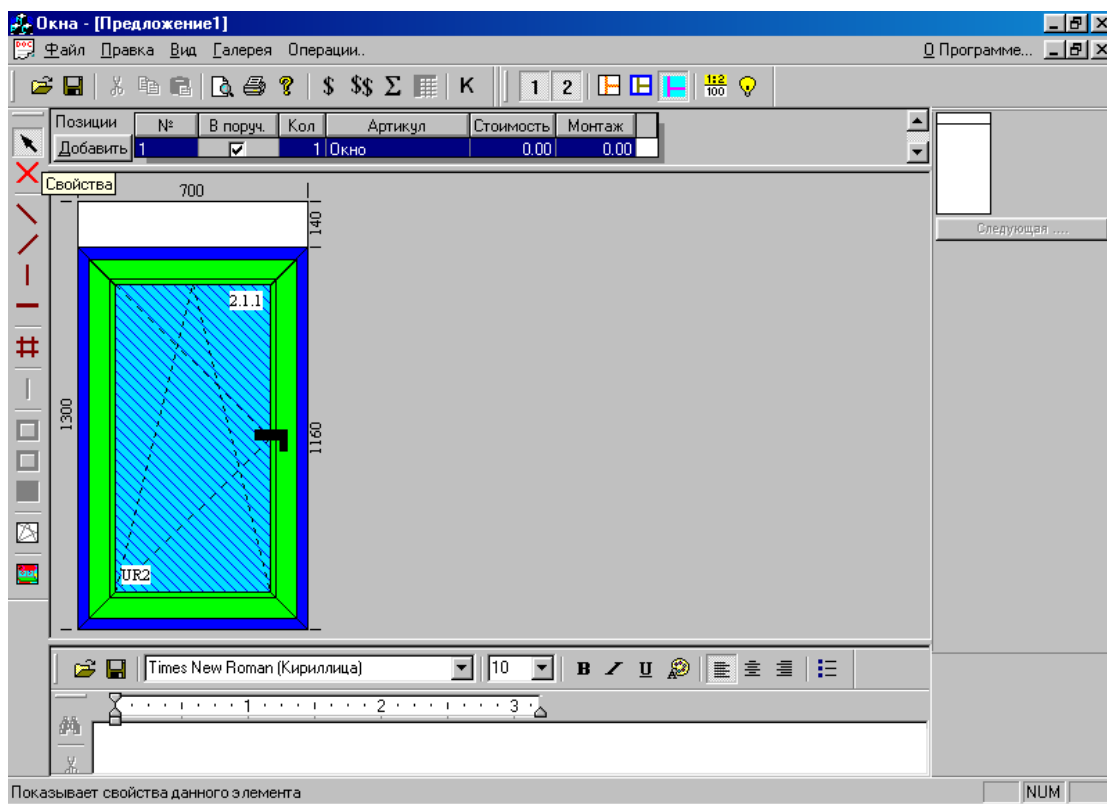 Окна - [Предложение1]
Файл Правка Вид Галерея Операции.. О Программе...
$ $$ Σ K 1 2 1:2 100
Позиции № В поруч. Кол Артикул Стоимость Монтаж
Добавить 1 1 Окно 0.00 0.00
Свойства
700
140
Следующая ....
2.1.1
1300
1160
UR2
Times New Roman (Кириллица) 10 B I U
1 2 3
Показывает свойства данного элемента NUM